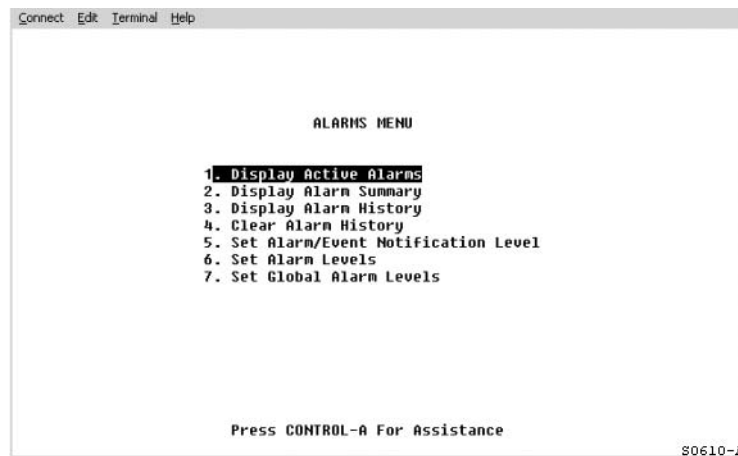 Connect Edit Terminal Help
ALARMS MENU
1. Display Active Alarms
2. Display Alarm Summary
3. Display Alarm History
4. Clear Alarm History
5. Set Alarm/Event Notification Level
6. Set Alarm Levels
7. Set Global Alarm Levels
Press CONTROL-A For Assistance
S0610-A